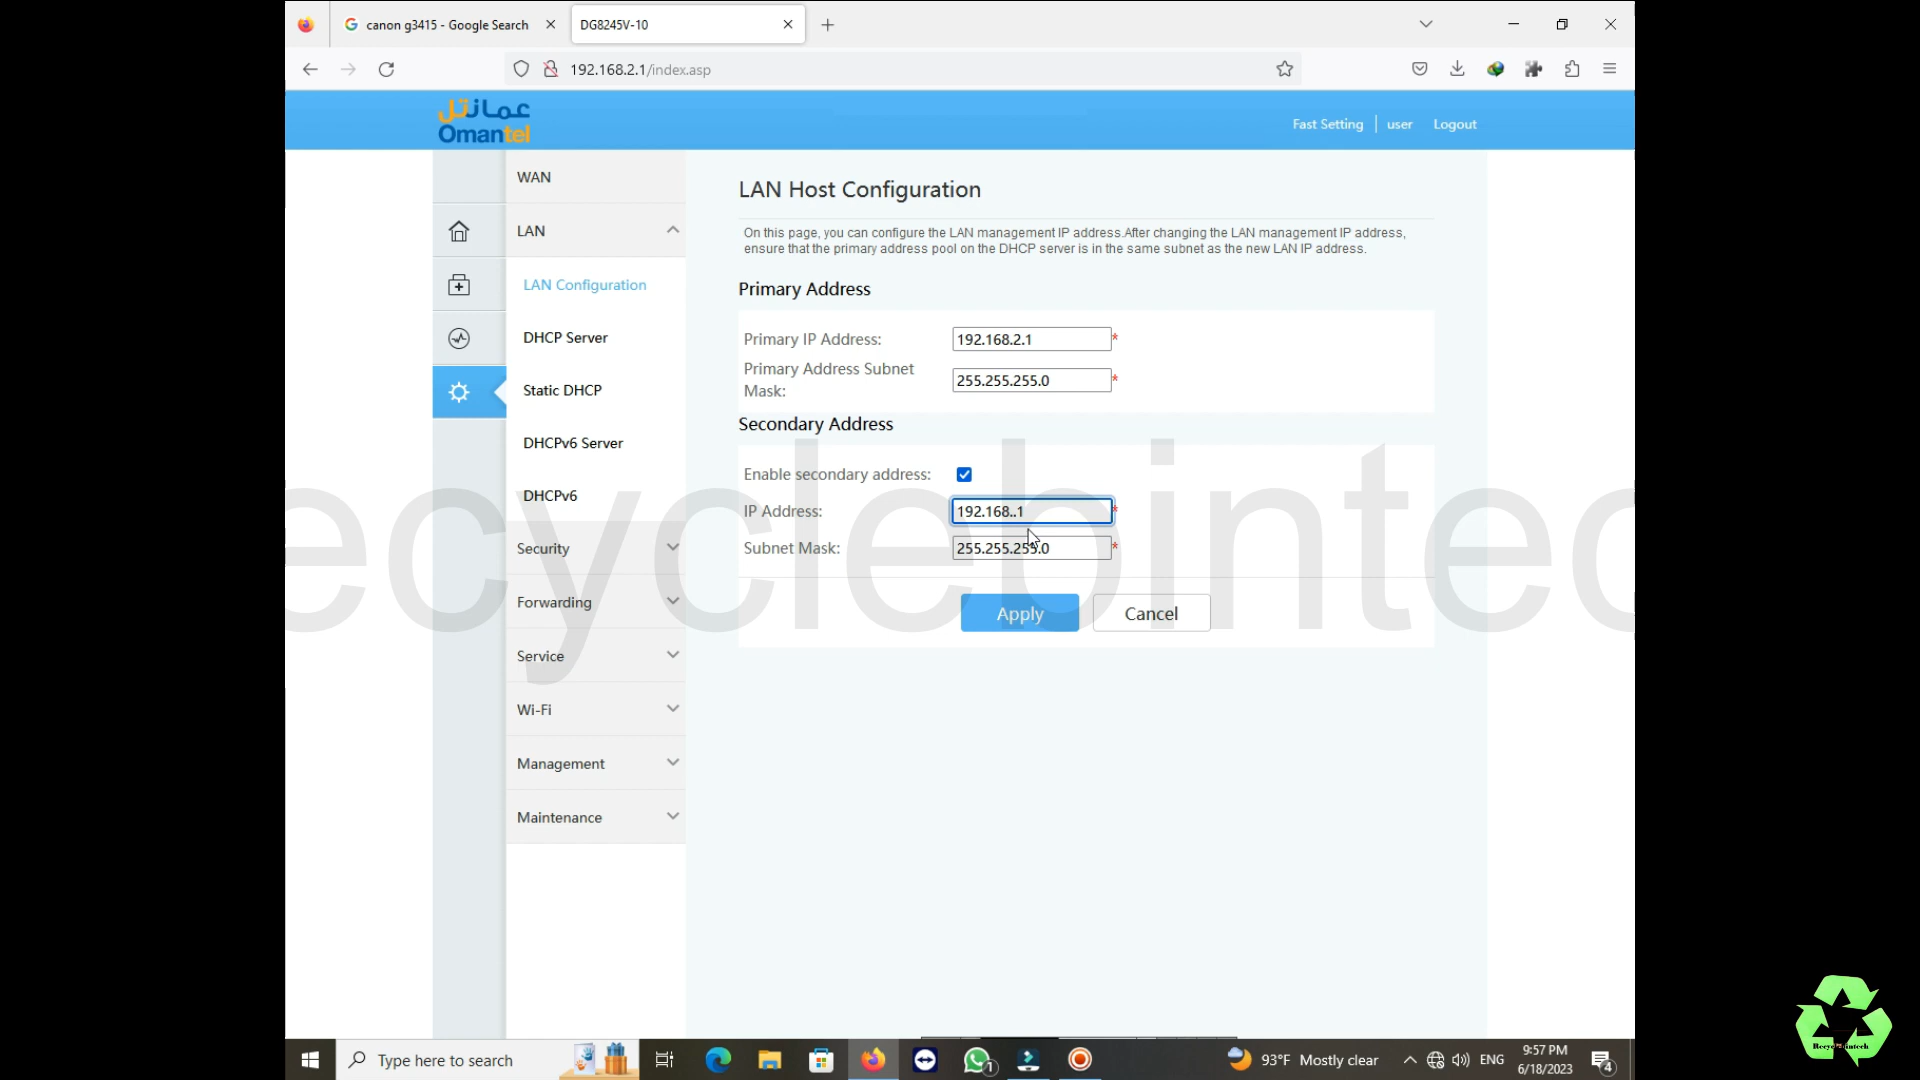 canon g3415 - Google Search
DG8245V-10
192.168.2.1/index.asp
عمانتل
Omantel
Fast Setting
user
Logout
WAN
LAN
LAN Configuration
DHCP Server
Static DHCP
DHCPv6 Server
DHCPv6
Security
Forwarding
Service
Wi-Fi
Management
Maintenance
LAN Host Configuration
On this page, you can configure the LAN management IP address.After changing the LAN management IP address,
ensure that the primary address pool on the DHCP server is in the same subnet as the new LAN IP address.
Primary Address
Primary IP Address:
192.168.2.1
*
Primary Address Subnet
Mask:
255.255.255.0
*
Secondary Address
Enable secondary address:
IP Address:
192.168..1
*
Subnet Mask:
255.255.255.0
*
Apply
Cancel
ecyclebintec
Type here to search
1
93°F Mostly clear
ENG
9:57 PM
6/18/2023
4
Recyclebintech